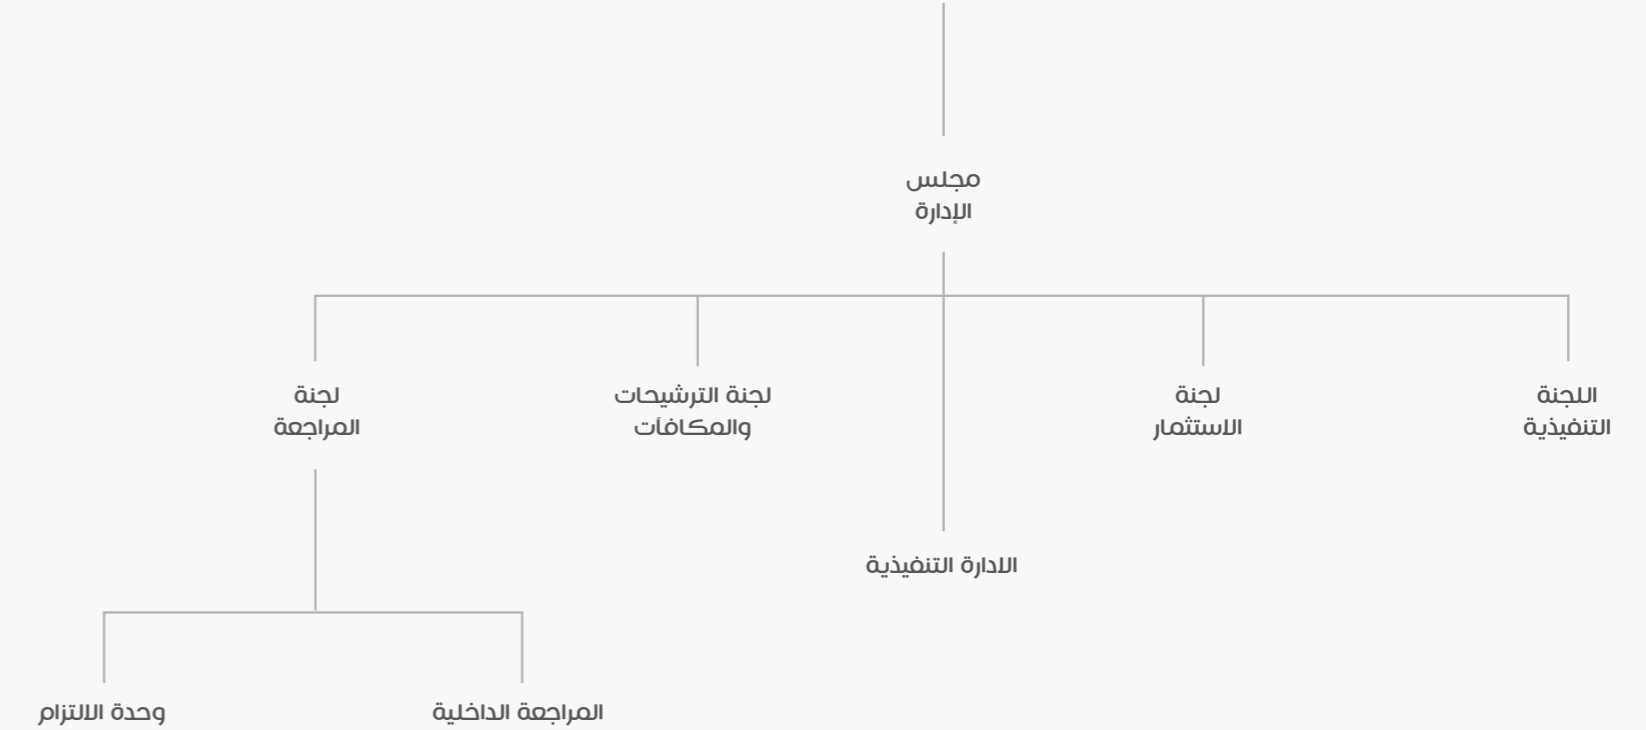 مجلس
الإدارة
اللجنة
التنفيذية
لجنة
الاستثمار
لجنة الترشيحات
والمكافآت
لجنة
المراجعة
الادارة التنفيذية
المراجعة الداخلية
وحدة الالتزام